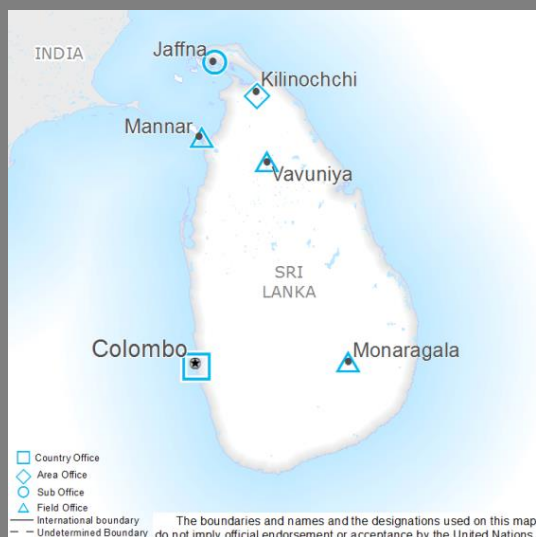 INDIA
Jaffna
Kilinochchi
Mannar
Vavuniya
SRI
LANKA
Colombo
Monaragala
Country Office
Area Office
Sub Office
Field Office
International boundary
Undetermined Boundary
The boundaries and names and the designations used on this map
do not imply official endorsement or acceptance by the United Nations.